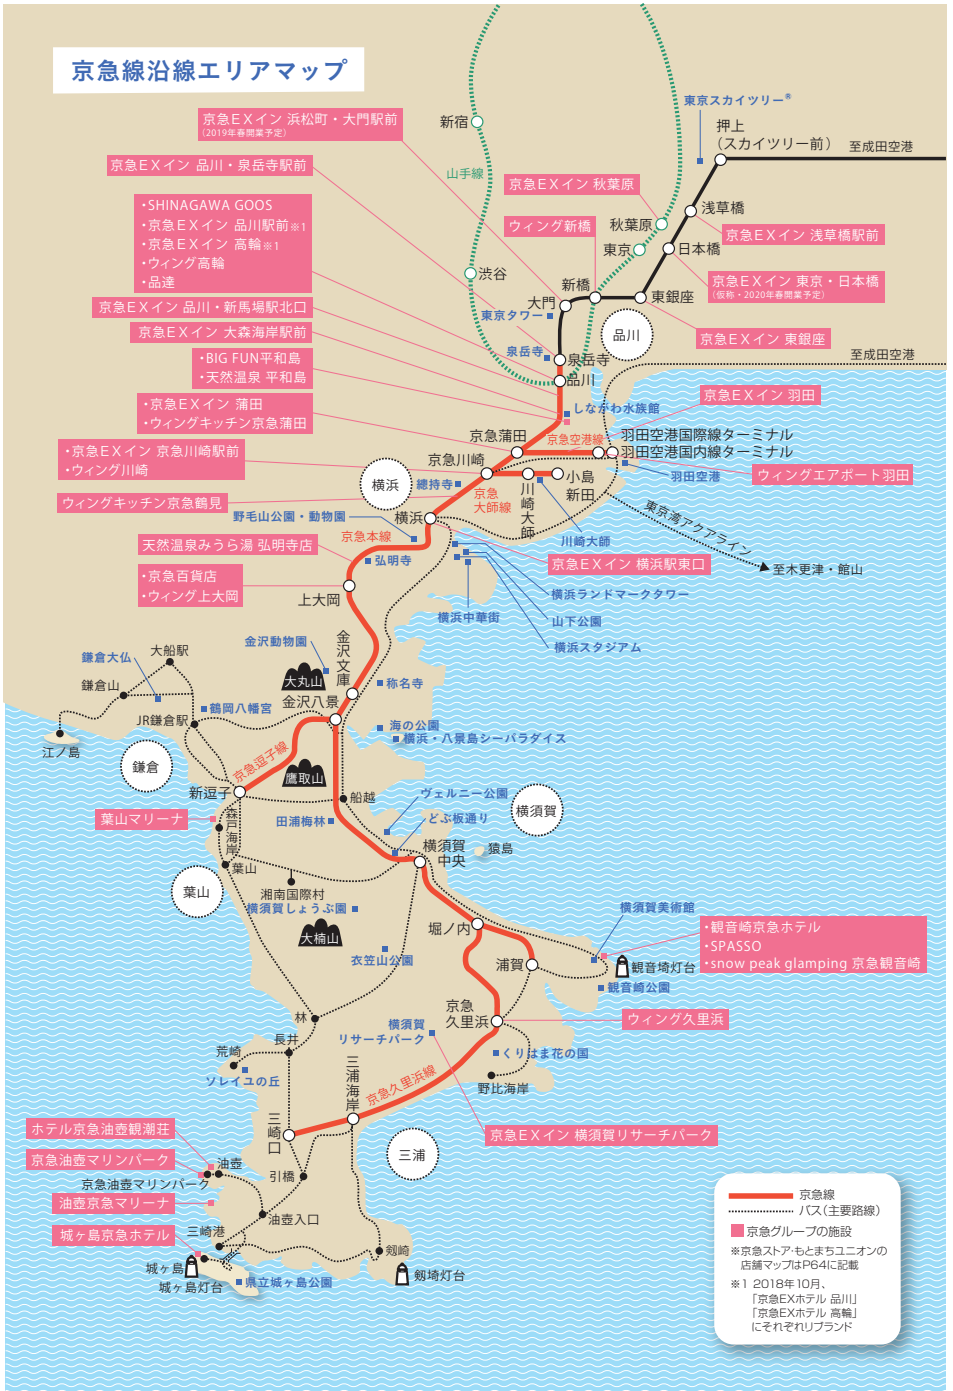 京急線沿線エリアマップ
東京スカイツリー®
押上
(スカイツリー前)
至成田空港
新宿
山手線
京急EXイン 浜松町・大門駅前
(2019年春開業予定)
京急EXイン 品川・泉岳寺駅前
・SHINAGAWA GOOS
・京急EXイン 品川駅前※1
・京急EXイン 高輪※1
・ウィング高輪
・品達
京急EXイン 品川・新馬場駅北口
京急EXイン 大森海岸駅前
・BIG FUN平和島
・天然温泉 平和島
・京急EXイン 蒲田
・ウィングキッチン京急蒲田
・京急EXイン 京急川崎駅前
・ウィング川崎
ウィングキッチン京急鶴見
京急EXイン 秋葉原
ウィング新橋
秋葉原
浅草橋
京急EXイン 浅草橋駅前
東京
日本橋
京急EXイン 東京・日本橋
(仮称・2020年春開業予定)
渋谷
新橋
大門
東銀座
東京タワー
京急EXイン 東銀座
品川
泉岳寺
泉岳寺
品川
至成田空港
京急EXイン 羽田
しながわ水族館
京急蒲田
京急空港線
羽田空港国際線ターミナル
羽田空港国内線ターミナル
羽田空港
ウィングエアポート羽田
京急川崎
横浜
總持寺
京急
大師線
川崎大師
小島
新田
川崎大師
東京湾アクアライン
至木更津・館山
野毛山公園・動物園
横浜
京急本線
天然温泉みうら湯 弘明寺店
弘明寺
京急EXイン 横浜駅東口
・京急百貨店
・ウィング上大岡
上大岡
横浜ランドマークタワー
横浜中華街
山下公園
横浜スタジアム
金沢動物園
金沢文庫
大丸山
称名寺
金沢八景
海の公園
横浜・八景島シーパラダイス
大船駅
鎌倉大仏
鎌倉山
鶴岡八幡宮
JR鎌倉駅
江ノ島
鎌倉
京急逗子線
鷹取山
新逗子
船越
田浦梅林
ヴェルニー公園
どぶ板通り
横須賀
葉山マリーナ
森戸海岸
葉山
葉山
横須賀
中央
猿島
湘南国際村
横須賀しょうぶ園
大楠山
衣笠山公園
堀ノ内
浦賀
横須賀美術館
・観音崎京急ホテル
・SPASSO
・snow peak glamping 京急観音崎
観音埼灯台
観音崎公園
京急
久里浜
ウィング久里浜
林
横須賀
リサーチパーク
くりはま花の国
野比海岸
荒崎
長井
ソレイユの丘
三浦海岸
京急久里浜線
三崎口
京急EXイン 横須賀リサーチパーク
三浦
ホテル京急油壺観潮荘
京急油壺マリンパーク
油壺
京急油壺マリンパーク
油壺京急マリーナ
城ヶ島京急ホテル
引橋
油壺入口
三崎港
剱崎
城ヶ島
城ヶ島灯台
県立城ヶ島公園
剱埼灯台
京急線
バス(主要路線)
京急グループの施設
※京急ストア・もとまちユニオンの
店舗マップはP64に記載
※1 2018年10月、
「京急EXホテル 品川」
「京急EXホテル 高輪」
にそれぞれリブランド